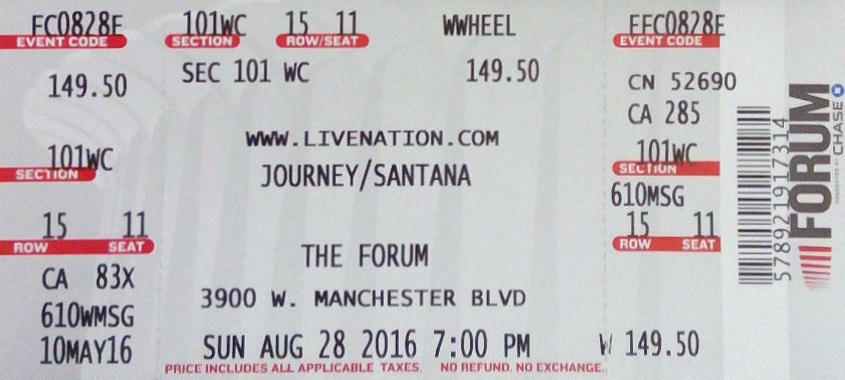 FC0828E
EVENT CODE
149.50
101WC
SECTION
15 11
ROW SEAT
CA 83X
610WMSG
10MAY16
101WC 15 11 WWHEEL
SECTION ROW/SEAT
SEC 101 WC 149.50
WWW.LIVENATION.COM
JOURNEY/SANTANA
THE FORUM
3900 W. MANCHESTER BLVD
SUN AUG 28 2016 7:00 PM
PRICE INCLUDES ALL APPLICABLE TAXES. NO REFUND. NO EXCHANGE.
EFC0828E
EVENT CODE
CN 52690
CA 285
101WC
SECTION
610MSG
15 11
ROW SEAT
W 149.50
578921917314
FORUM
PRESENTED BY CHASE